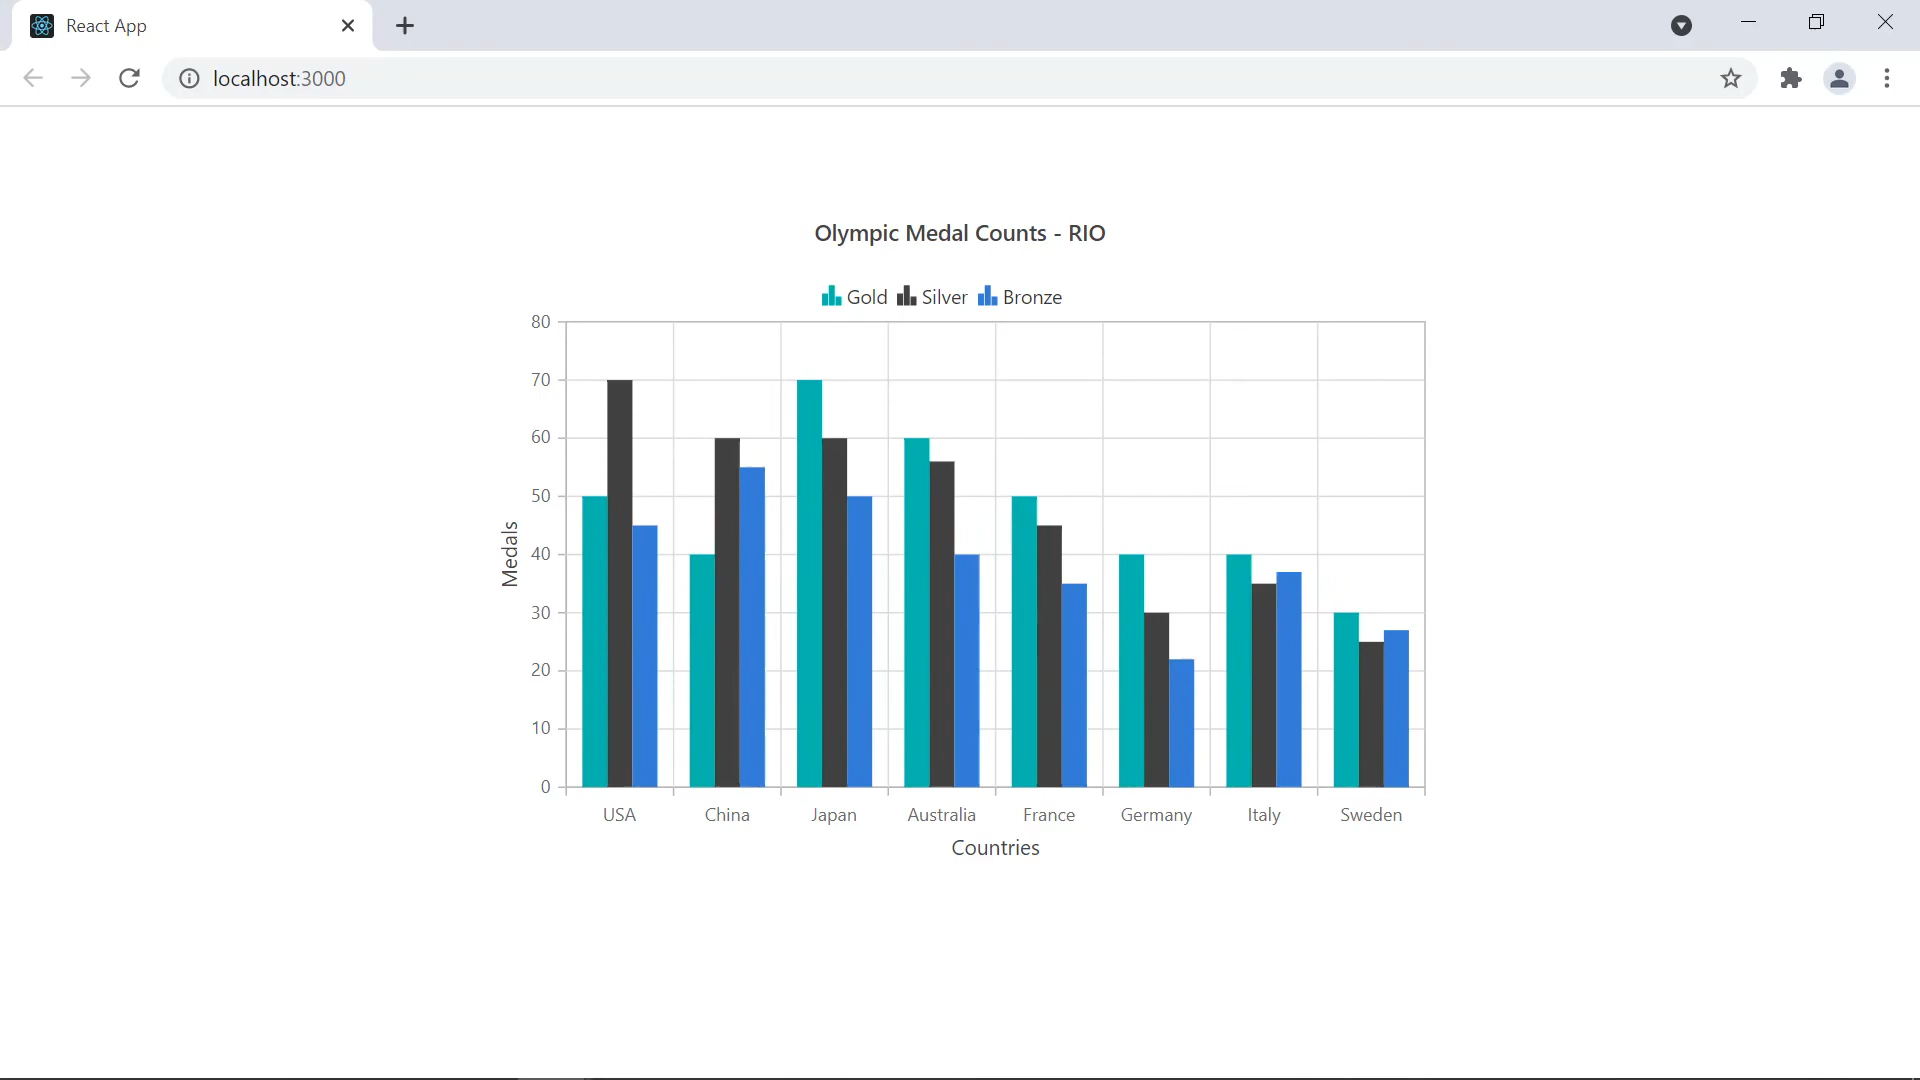 React App
localhost:3000
Olympic Medal Counts - RIO
Gold Silver Bronze
80
70
60
50
40
30
20
10
0
Medals
USA China Japan Australia France Germany Italy Sweden
Countries